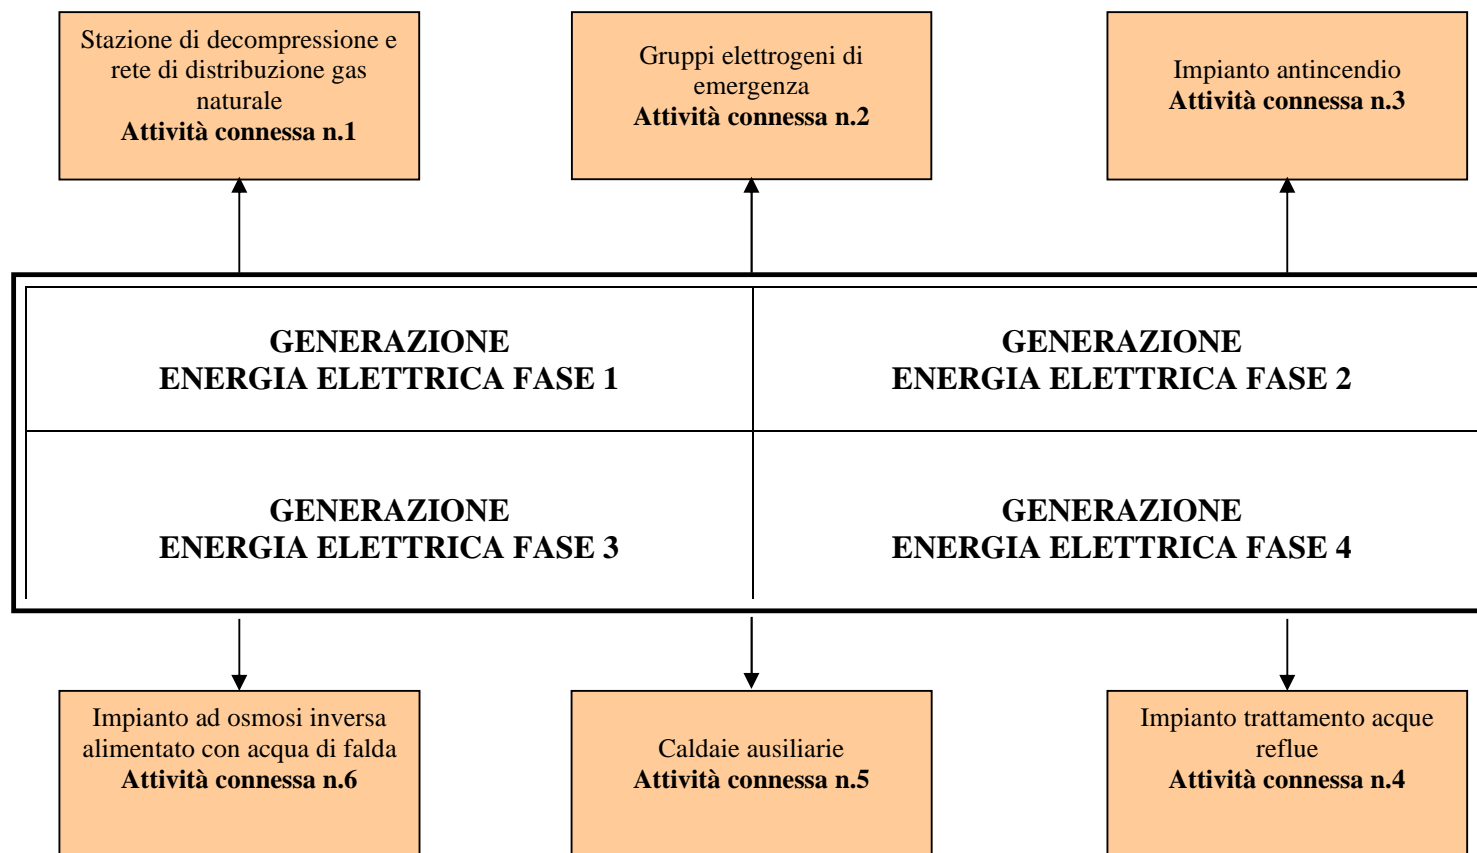 Stazione di decompressione e
rete di distribuzione gas
naturale
Attività connessa n.1
Gruppi elettrogeni di
emergenza
Attività connessa n.2
Impianto antincendio
Attività connessa n.3
GENERAZIONE
ENERGIA ELETTRICA FASE 1
GENERAZIONE
ENERGIA ELETTRICA FASE 2
GENERAZIONE
ENERGIA ELETTRICA FASE 3
GENERAZIONE
ENERGIA ELETTRICA FASE 4
Impianto ad osmosi inversa
alimentato con acqua di falda
Attività connessa n.6
Caldaie ausiliarie
Attività connessa n.5
Impianto trattamento acque
reflue
Attività connessa n.4